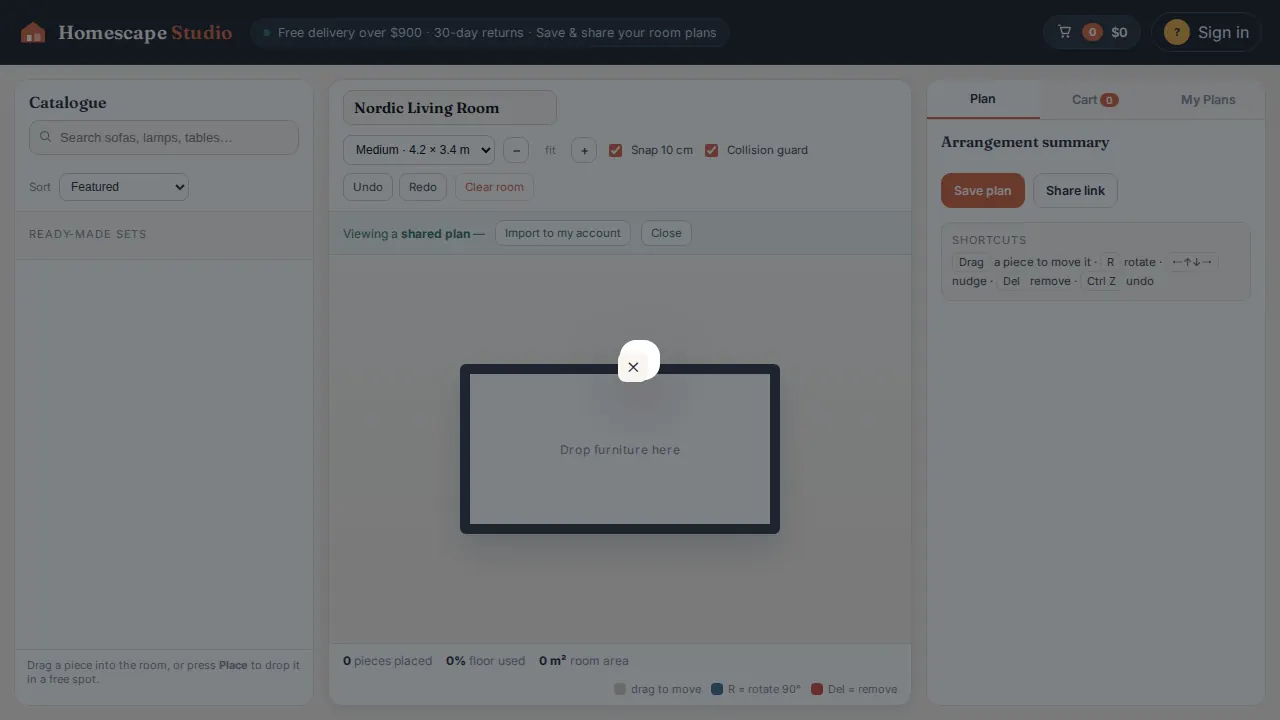 Homescape Studio
Free delivery over $900 · 30-day returns · Save & share your room plans
0 $0
? Sign in
Catalogue
Search sofas, lamps, tables…
Sort Featured
READY-MADE SETS
Drag a piece into the room, or press Place to drop it
in a free spot.
Nordic Living Room
Medium · 4.2 × 3.4 m − fit + Snap 10 cm Collision guard
Undo Redo Clear room
Viewing a shared plan — Import to my account Close
×
Drop furniture here
0 pieces placed 0% floor used 0 m² room area
drag to move R = rotate 90° Del = remove
Plan Cart 0 My Plans
Arrangement summary
Save plan Share link
SHORTCUTS
Drag a piece to move it · R rotate · ←↑↓→
nudge · Del remove · Ctrl Z undo